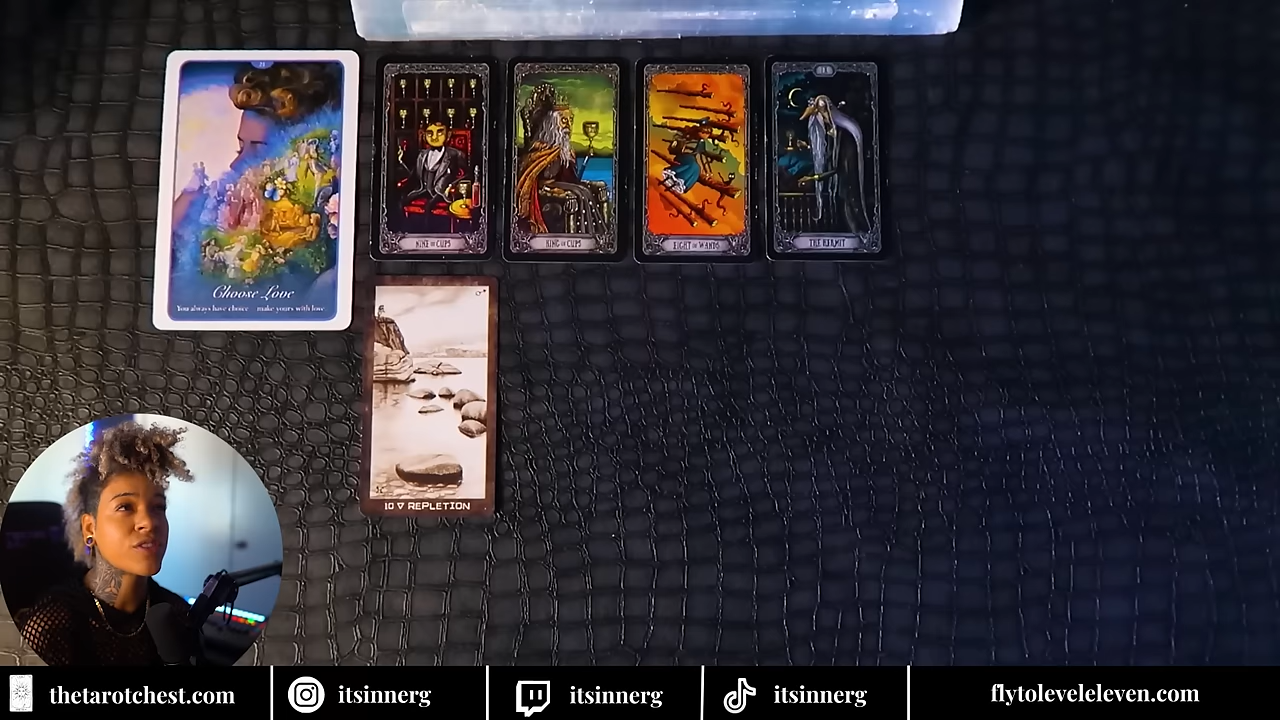 Choose Love
You always have choice make yours with love
NINE OF CUPS
KING OF CUPS
EIGHT OF WANDS
THE HERMIT
10 ▽ REPLETION
thetarotchest.com
itsinnerg
itsinnerg
itsinnerg
flytoleveleleven.com